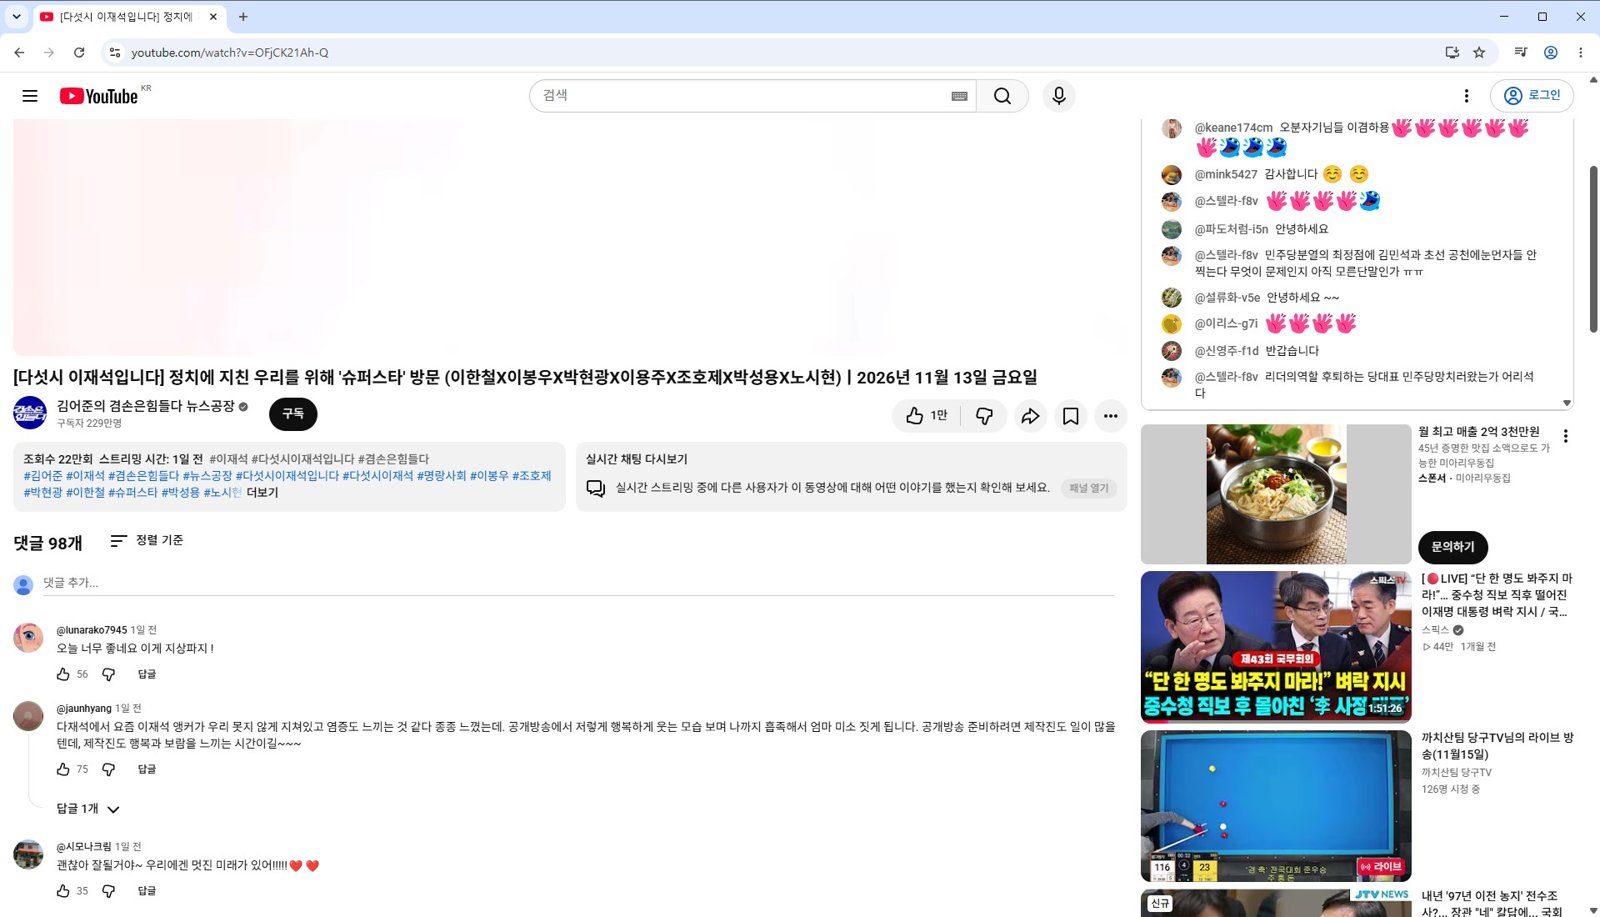 [다섯시 이재석입니다] 정치에
youtube.com/watch?v=OFjCK21Ah-Q
YouTube KR
검색
로그인
@keane174cm 오분자기님들 이겸하용
@mink5427 감사합니다
@스텔라-f8v
@파도처럼-i5n 안녕하세요
@스텔라-f8v 민주당분열의 최정점에 김민석과 초선 공천에눈먼자들 안
찍는다 무엇이 문제인지 아직 모른단말인가 ㅠㅠ
@설류화-v5e 안녕하세요 ~~
@이리스-g7i
@신영주-f1d 반갑습니다
@스텔라-f8v 리더의역할 후퇴하는 당대표 민주당망치러왔는가 어리석
다
[다섯시 이재석입니다] 정치에 지친 우리를 위해 '슈퍼스타' 방문 (이한철X이봉우X박현광X이용주X조호제X박성용X노시현)ㅣ2026년 11월 13일 금요일
겸손은힘들다
김어준의 겸손은힘들다 뉴스공장
구독자 229만명
구독
1만
조회수 22만회 스트리밍 시간: 1일 전 #이재석 #다섯시이재석입니다 #겸손은힘들다
#김어준 #이재석 #겸손은힘들다 #뉴스공장 #다섯시이재석입니다 #다섯시이재석 #명랑사회 #이봉우 #조호제
#박현광 #이한철 #슈퍼스타 #박성용 #노시현 더보기
실시간 채팅 다시보기
실시간 스트리밍 중에 다른 사용자가 이 동영상에 대해 어떤 이야기를 했는지 확인해 보세요.
패널 열기
댓글 98개
정렬 기준
댓글 추가...
@lunarako7945 1일 전
오늘 너무 좋네요 이게 지상파지 !
56
답글
@jaunhyang 1일 전
다재석에서 요즘 이재석 앵커가 우리 못지 않게 지쳐있고 염증도 느끼는 것 같다 종종 느꼈는데. 공개방송에서 저렇게 행복하게 웃는 모습 보며 나까지 흡족해서 엄마 미소 짓게 됩니다. 공개방송 준비하려면 제작진도 일이 많을
텐데, 제작진도 행복과 보람을 느끼는 시간이길~~~
75
답글
답글 1개
@시모나크림 1일 전
괜찮아 잘될거야~ 우리에겐 멋진 미래가 있어!!!!!
35
답글
월 최고 매출 2억 3천만원
45년 증명한 맛집 소액으로도 가
능한 미아리우동집
스폰서 · 미아리우동집
문의하기
스픽스TV
제43회 국무회의
"단 한 명도 봐주지 마라!" 벼락 지시
중수청 직보 후 몰아친 '李 사정 태풍'
1:51:26
[🔴LIVE] "단 한 명도 봐주지 마
라!"... 중수청 직보 직후 떨어진
이재명 대통령 벼락 지시 / 국...
스픽스
44만 1개월 전
116
00:32
4
23
'경 축' 전국대회 준우승
라이브
까치산팀 당구TV님의 라이브 방
송(11월15일)
까치산팀 당구TV
126명 시청 중
신규
JTV NEWS
내년 '97년 이전 농지' 전수조
사?... 장관 "네" 칼답에... 국회